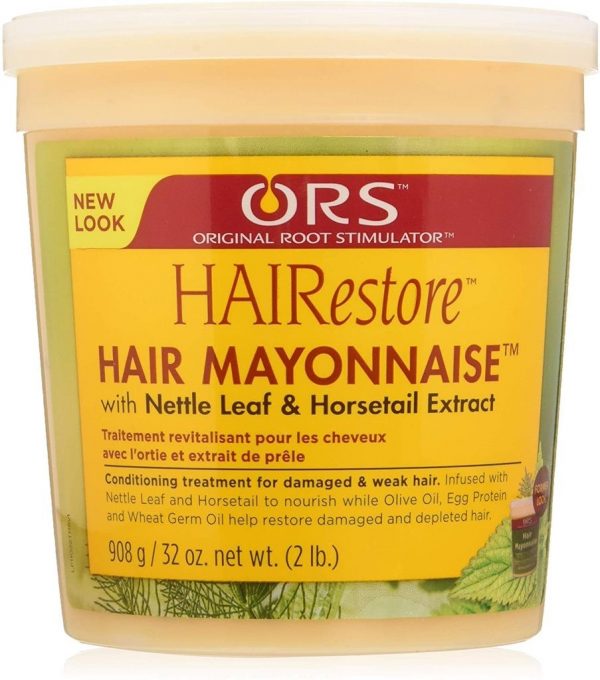 NEW
LOOK
ORS™
ORIGINAL ROOT STIMULATOR™
HAIRestore™
HAIR MAYONNAISE™
with Nettle Leaf & Horsetail Extract
Traitement revitalisant pour les cheveux
avec l'ortie et extrait de prêle
Conditioning treatment for damaged & weak hair. Infused with
Nettle Leaf and Horsetail to nourish while Olive Oil, Egg Protein
and Wheat Germ Oil help restore damaged and depleted hair.
908 g / 32 oz. net wt. (2 lb.)
ORS
Hair
Mayonnaise